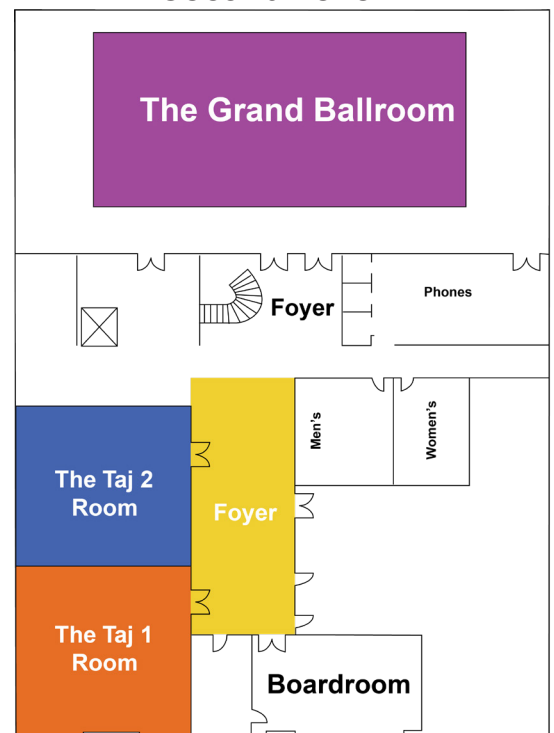 The Grand Ballroom
Phones
Foyer
Men's
Women's
The Taj 2
Room
Foyer
The Taj 1
Room
Boardroom